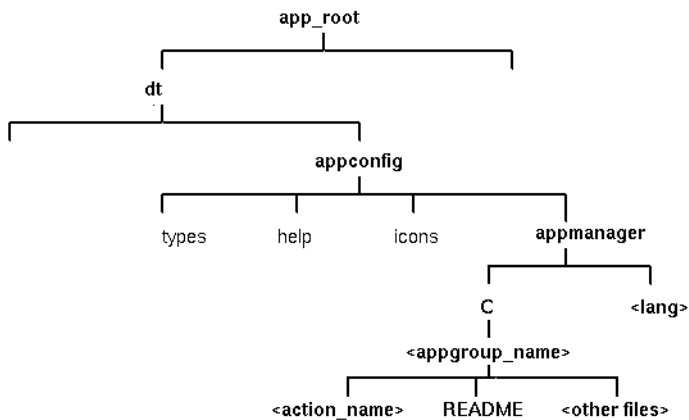 app_root
dt
appconfig
types help icons appmanager
C <lang>
<appgroup_name>
<action_name> README <other files>